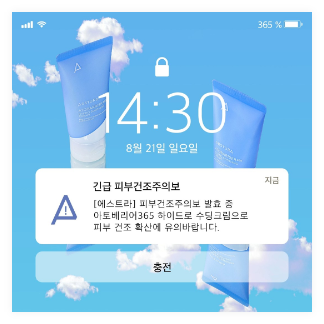 365 %
14:30
8월 21일 일요일
긴급 피부건조주의보
지금
[에스트라] 피부건조주의보 발효 중
아토베리어365 하이드로 수딩크림으로
피부 건조 확산에 유의바랍니다.
충전